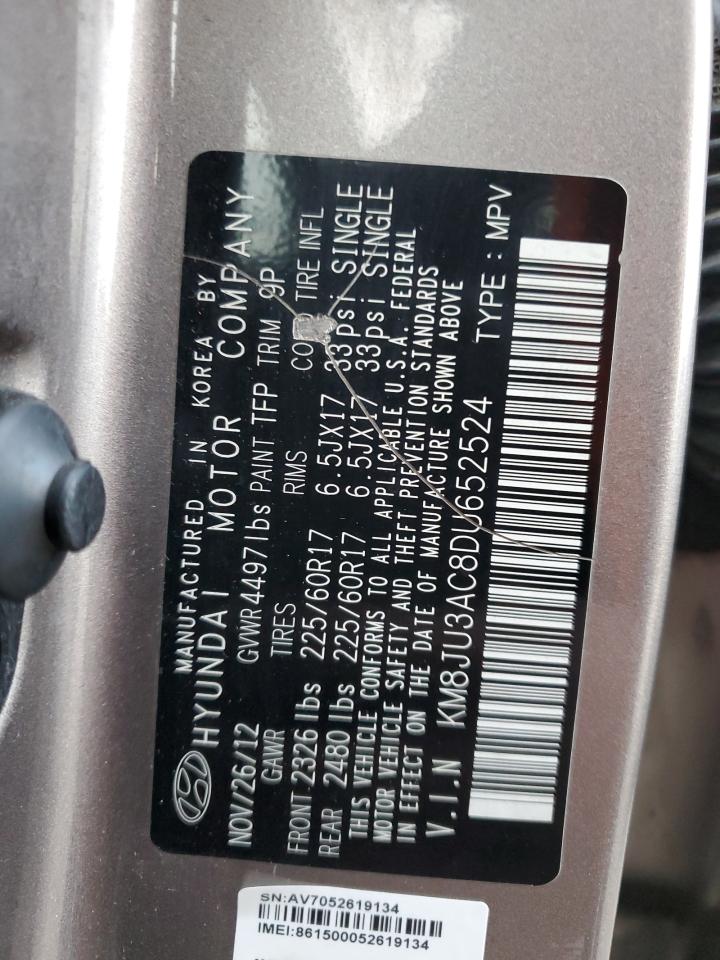 MANUFACTURED IN KOREA BY
HYUNDAI MOTOR COMPANY
NOV/26/12 GVWR 4497lbs PAINT TFP TRIM 9P
GAWR TIRES RIMS TIRE INFL
FRONT 2326 lbs 225/60R17 6.5JX17 33psi SINGLE
REAR 2480 lbs 225/60R17 6.5JX17 33psi SINGLE
THIS VEHICLE CONFORMS TO ALL APPLICABLE U.S.A. FEDERAL
MOTOR VEHICLE SAFETY AND THEFT PREVENTION STANDARDS
IN EFFECT ON THE DATE OF MANUFACTURE SHOWN ABOVE
V.I.N KM8JU3AC8DU652524 TYPE : MPV
SN:AV7052619134
IMEI:861500052619134